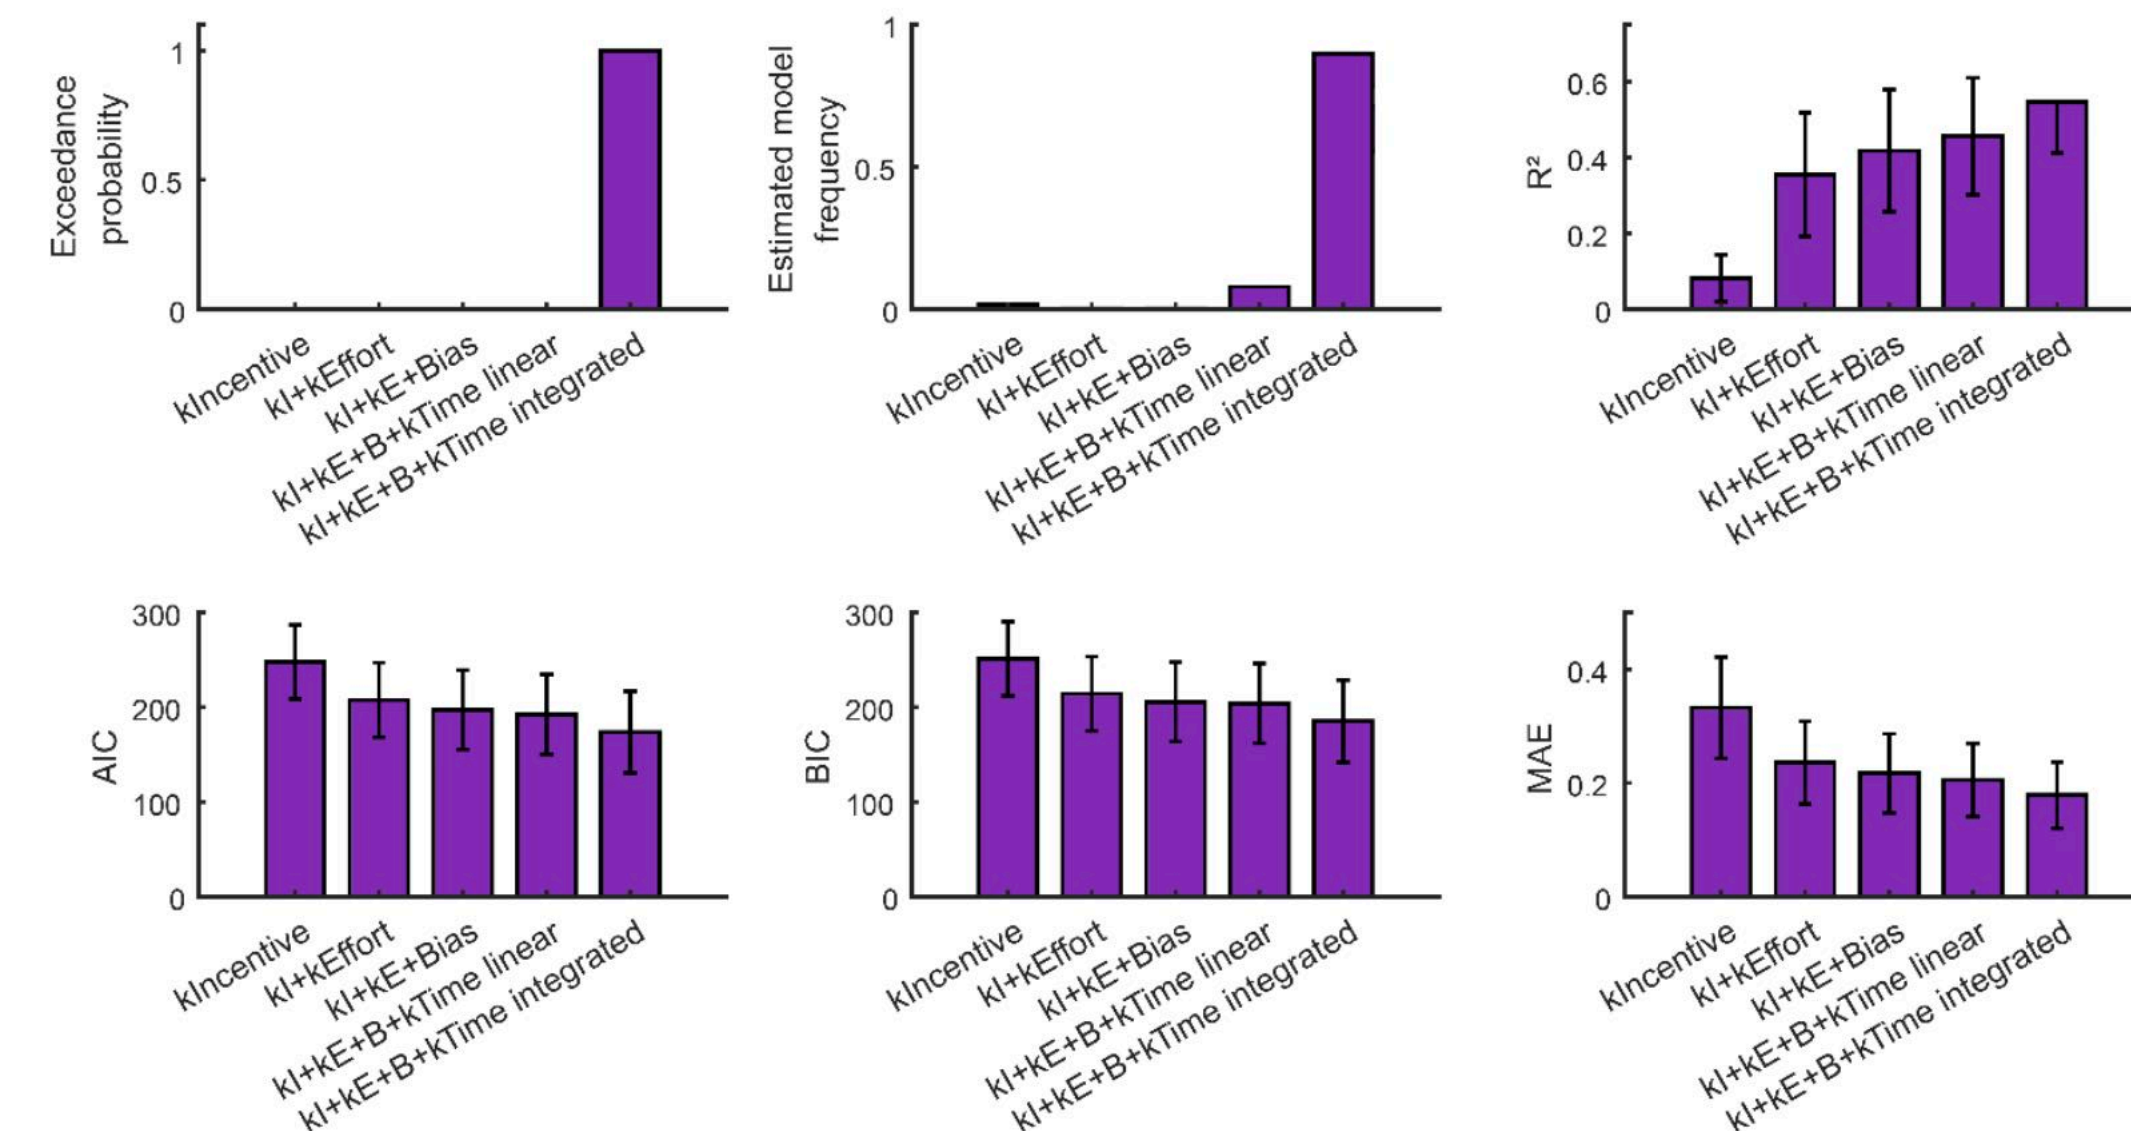 Exceedance
probability
1
0.5
0
kIncentive
kI+kEffort
kI+kE+Bias
kI+kE+B+kTime linear
kI+kE+B+kTime integrated
Estimated model
frequency
1
0.5
0
kIncentive
kI+kEffort
kI+kE+Bias
kI+kE+B+kTime linear
kI+kE+B+kTime integrated
R²
0.6
0.4
0.2
0
kIncentive
kI+kEffort
kI+kE+Bias
kI+kE+B+kTime linear
kI+kE+B+kTime integrated
AIC
300
200
100
0
kIncentive
kI+kEffort
kI+kE+Bias
kI+kE+B+kTime linear
kI+kE+B+kTime integrated
BIC
300
200
100
0
kIncentive
kI+kEffort
kI+kE+Bias
kI+kE+B+kTime linear
kI+kE+B+kTime integrated
MAE
0.4
0.2
0
kIncentive
kI+kEffort
kI+kE+Bias
kI+kE+B+kTime linear
kI+kE+B+kTime integrated